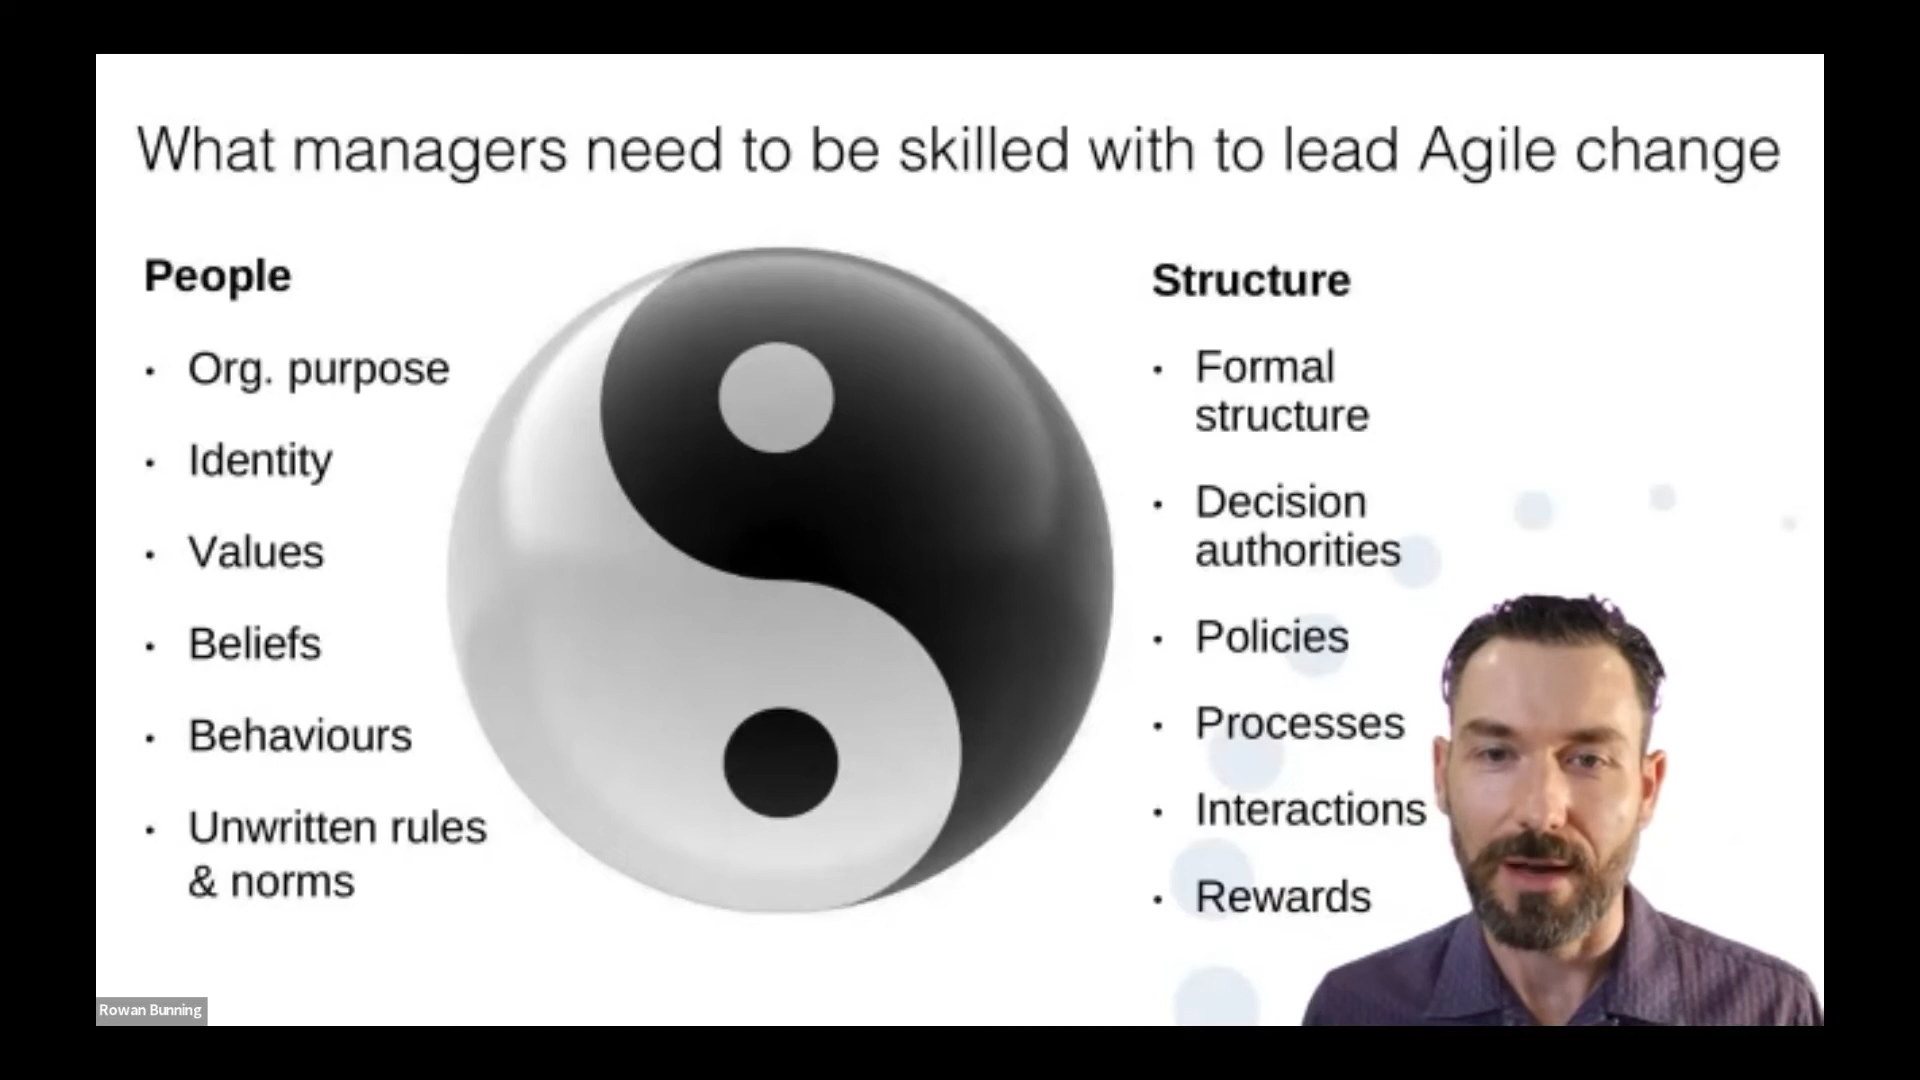 What managers need to be skilled with to lead Agile change
People
• Org. purpose
• Identity
• Values
• Beliefs
• Behaviours
• Unwritten rules
& norms
Structure
• Formal
structure
• Decision
authorities
• Policies
• Processes
• Interactions
• Rewards
Rowan Bunning